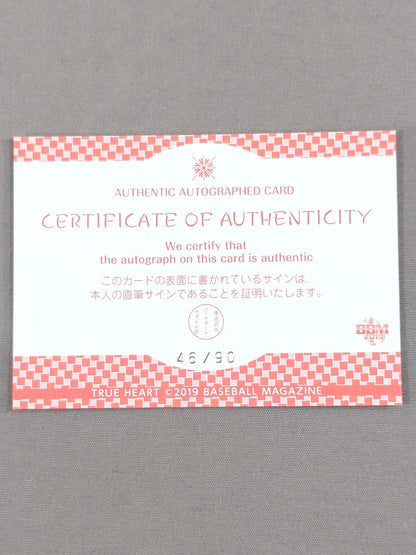 AUTHENTIC AUTOGRAPHED CARD
CERTIFICATE OF AUTHENTICITY
We certify that
the autograph on this card is authentic
このカードの表面に書かれているサインは、
本人の直筆サインであることを証明いたします。
BBM
2019
46/90
TRUE HEART ©2019 BASEBALL MAGAZINE